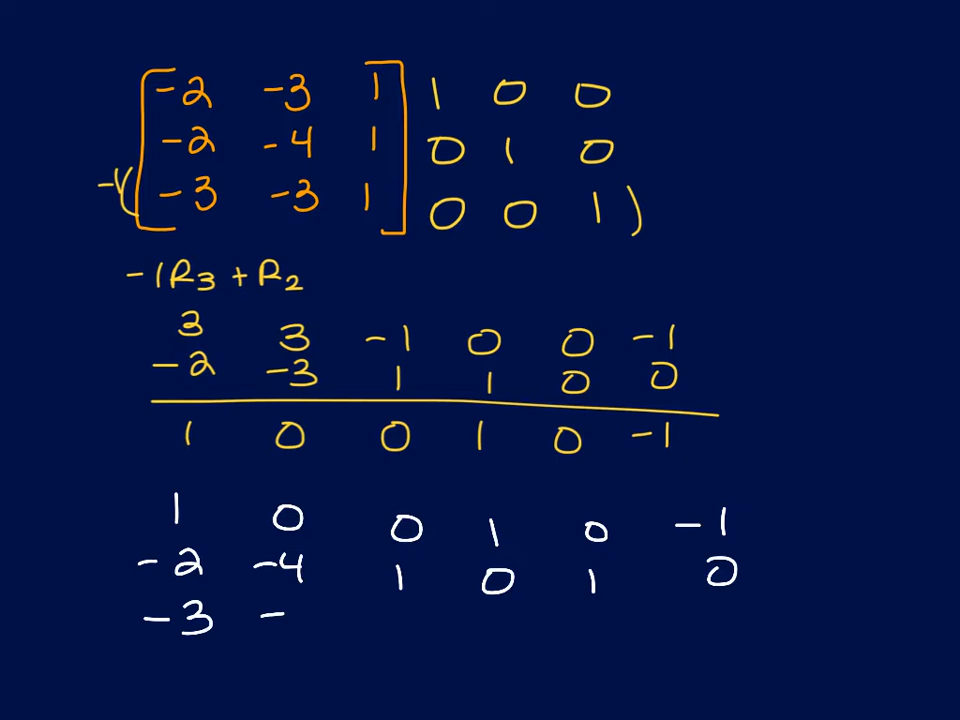 -2 -3 1 1 0 0
-2 -4 1 0 1 0
-1( -3 -3 1 0 0 1 )
-1R3 + R2
3 3 -1 0 0 -1
-2 -3 1 1 0 0
1 0 0 1 0 -1
1 0 0 1 0 -1
-2 -4 1 0 1 0
-3 -